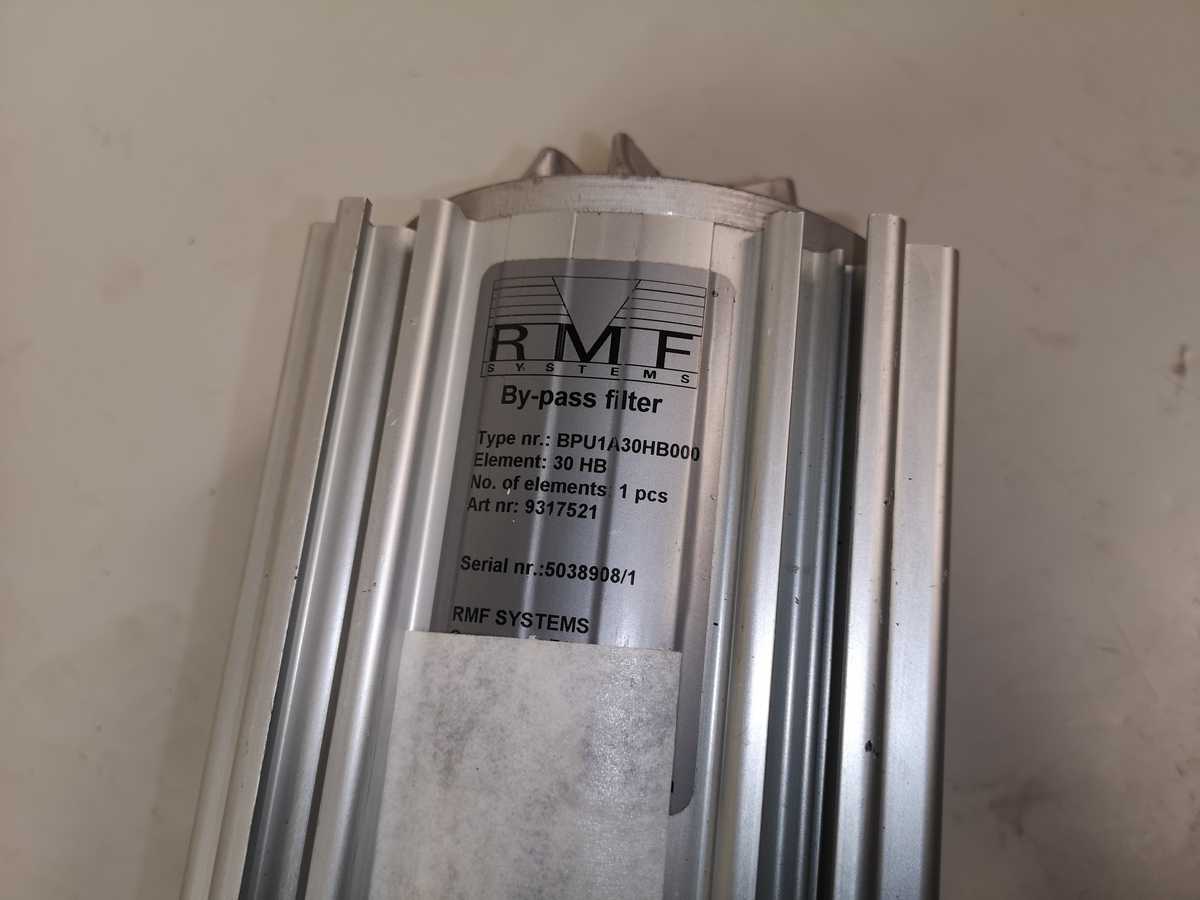 RMF
SYSTEMS
By-pass filter
Type nr.: BPU1A30HB000
Element: 30 HB
No. of elements: 1 pcs
Art nr: 9317521
Serial nr.:5038908/1
RMF SYSTEMS